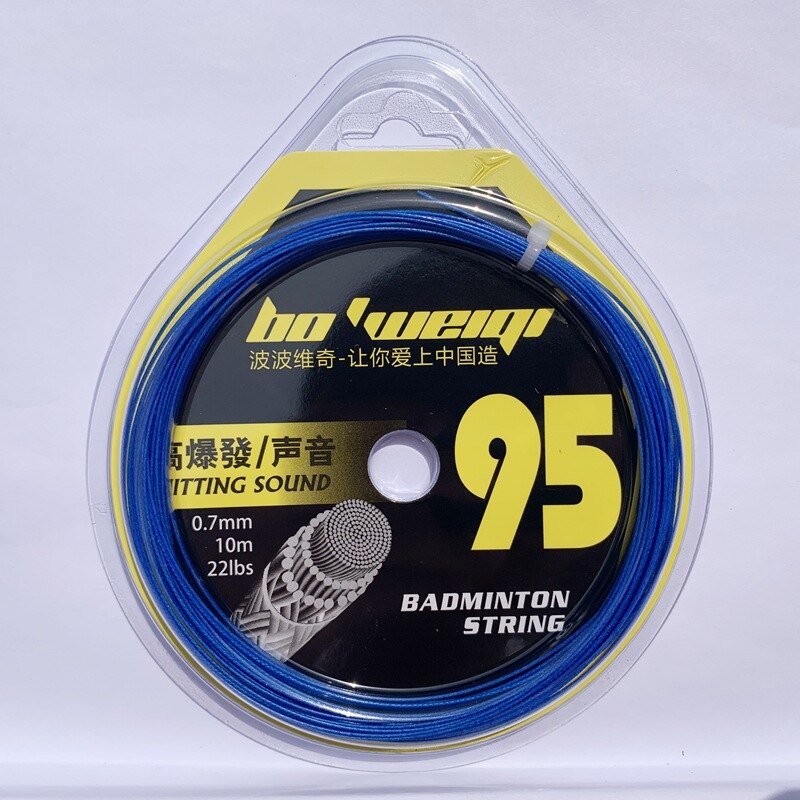 bo'weiqi
波波维奇-让你爱上中国造
95
高爆發/声音
HITTING SOUND
0.7mm
10m
22lbs
BADMINTON
STRING